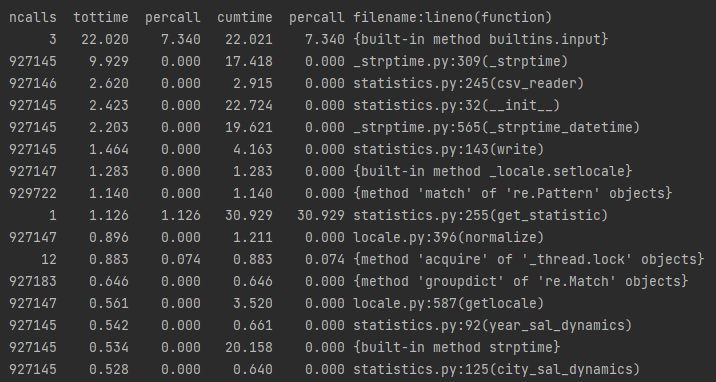 ncalls tottime percall cumtime percall filename:lineno(function)
3 22.020 7.340 22.021 7.340 {built-in method builtins.input}
927145 9.929 0.000 17.418 0.000 _strptime.py:309(_strptime)
927146 2.620 0.000 2.915 0.000 statistics.py:245(csv_reader)
927145 2.423 0.000 22.724 0.000 statistics.py:32(__init__)
927145 2.203 0.000 19.621 0.000 _strptime.py:565(_strptime_datetime)
927145 1.464 0.000 4.163 0.000 statistics.py:143(write)
927147 1.283 0.000 1.283 0.000 {built-in method _locale.setlocale}
929722 1.140 0.000 1.140 0.000 {method 'match' of 're.Pattern' objects}
1 1.126 1.126 30.929 30.929 statistics.py:255(get_statistic)
927147 0.896 0.000 1.211 0.000 locale.py:396(normalize)
12 0.883 0.074 0.883 0.074 {method 'acquire' of '_thread.lock' objects}
927183 0.646 0.000 0.646 0.000 {method 'groupdict' of 're.Match' objects}
927147 0.561 0.000 3.520 0.000 locale.py:587(getlocale)
927145 0.542 0.000 0.661 0.000 statistics.py:92(year_sal_dynamics)
927145 0.534 0.000 20.158 0.000 {built-in method strptime}
927145 0.528 0.000 0.640 0.000 statistics.py:125(city_sal_dynamics)